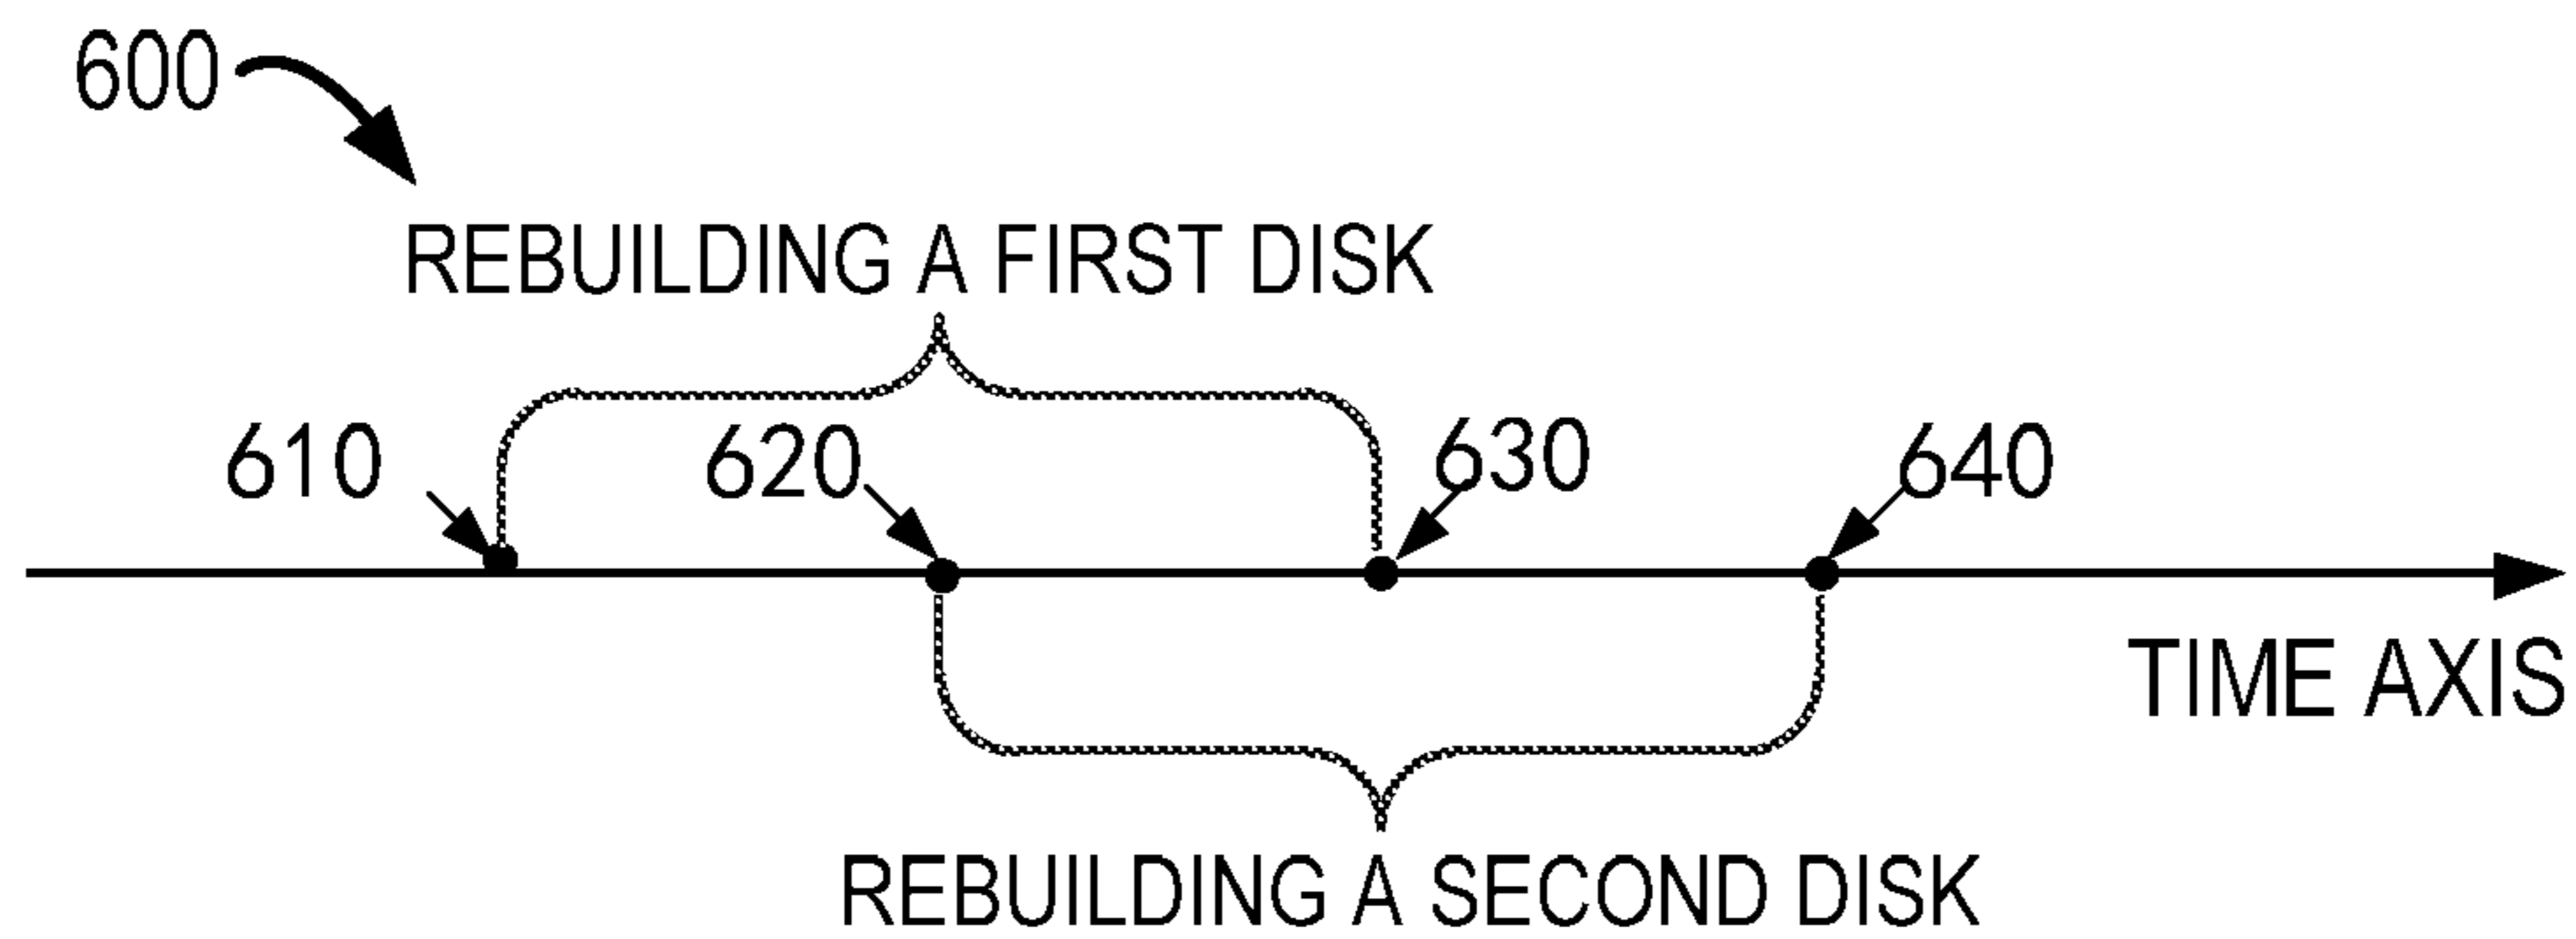 600
REBUILDING A FIRST DISK
610
620
630
640
TIME AXIS
REBUILDING A SECOND DISK